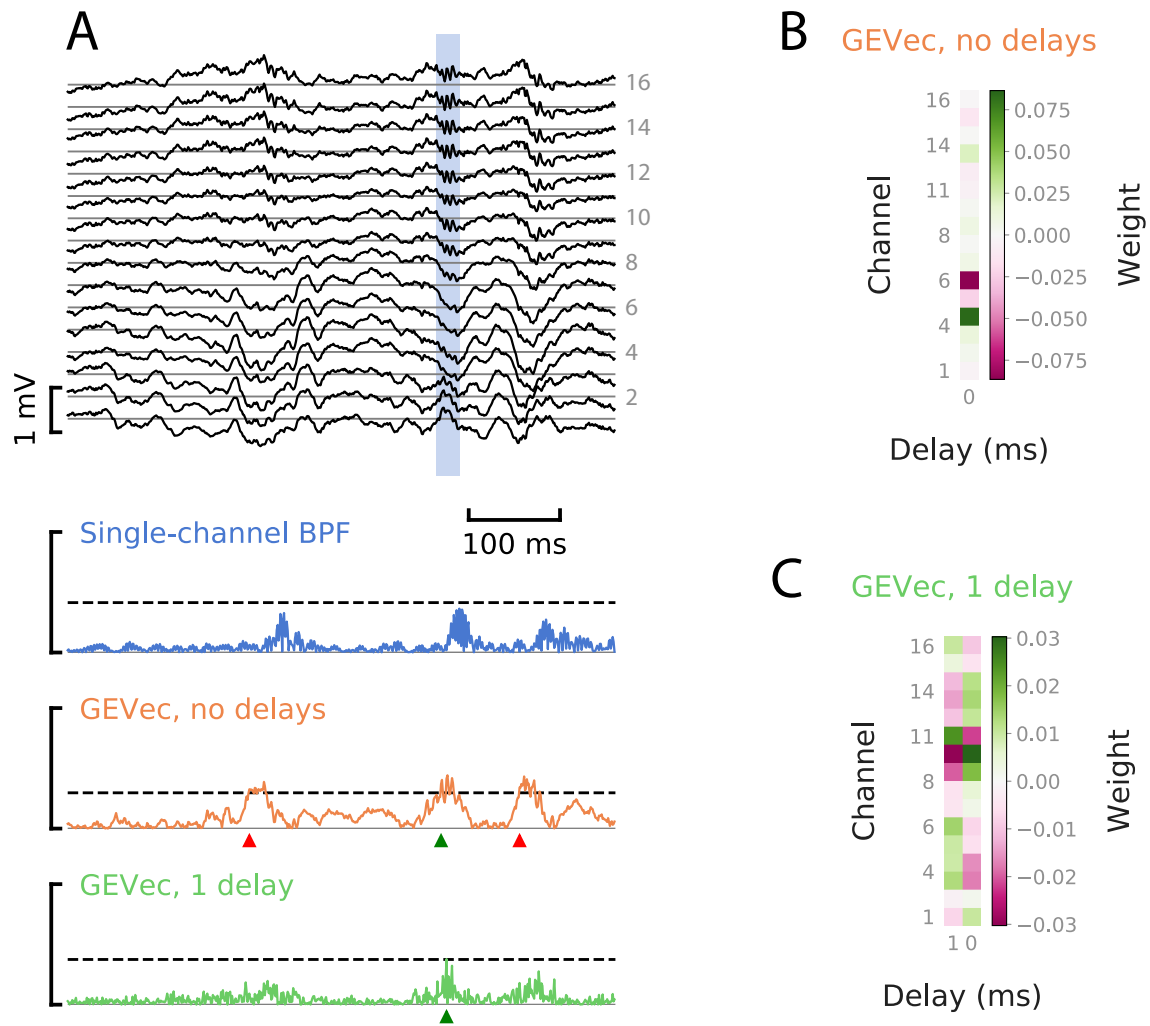 A
16
14
12
10
8
6
4
2
1 mV
100 ms
Single-channel BPF
GEVec, no delays
GEVec, 1 delay
B
GEVec, no delays
Channel
16
14
11
8
6
4
1
0
Delay (ms)
0.075
0.050
0.025
0.000
−0.025
−0.050
−0.075
Weight
C
GEVec, 1 delay
Channel
16
14
11
8
6
4
1
1 0
Delay (ms)
0.03
0.02
0.01
0.00
−0.01
−0.02
−0.03
Weight